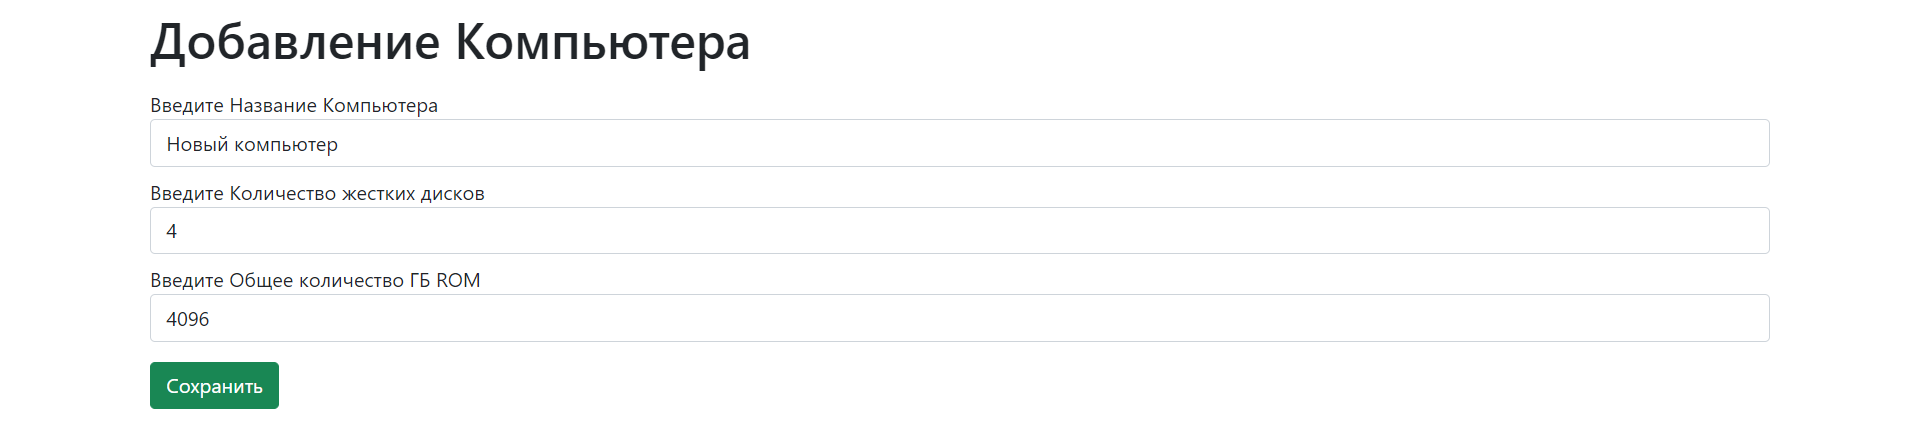 Добавление Компьютера
Введите Название Компьютера
Новый компьютер
Введите Количество жестких дисков
4
Введите Общее количество ГБ ROM
4096
Сохранить